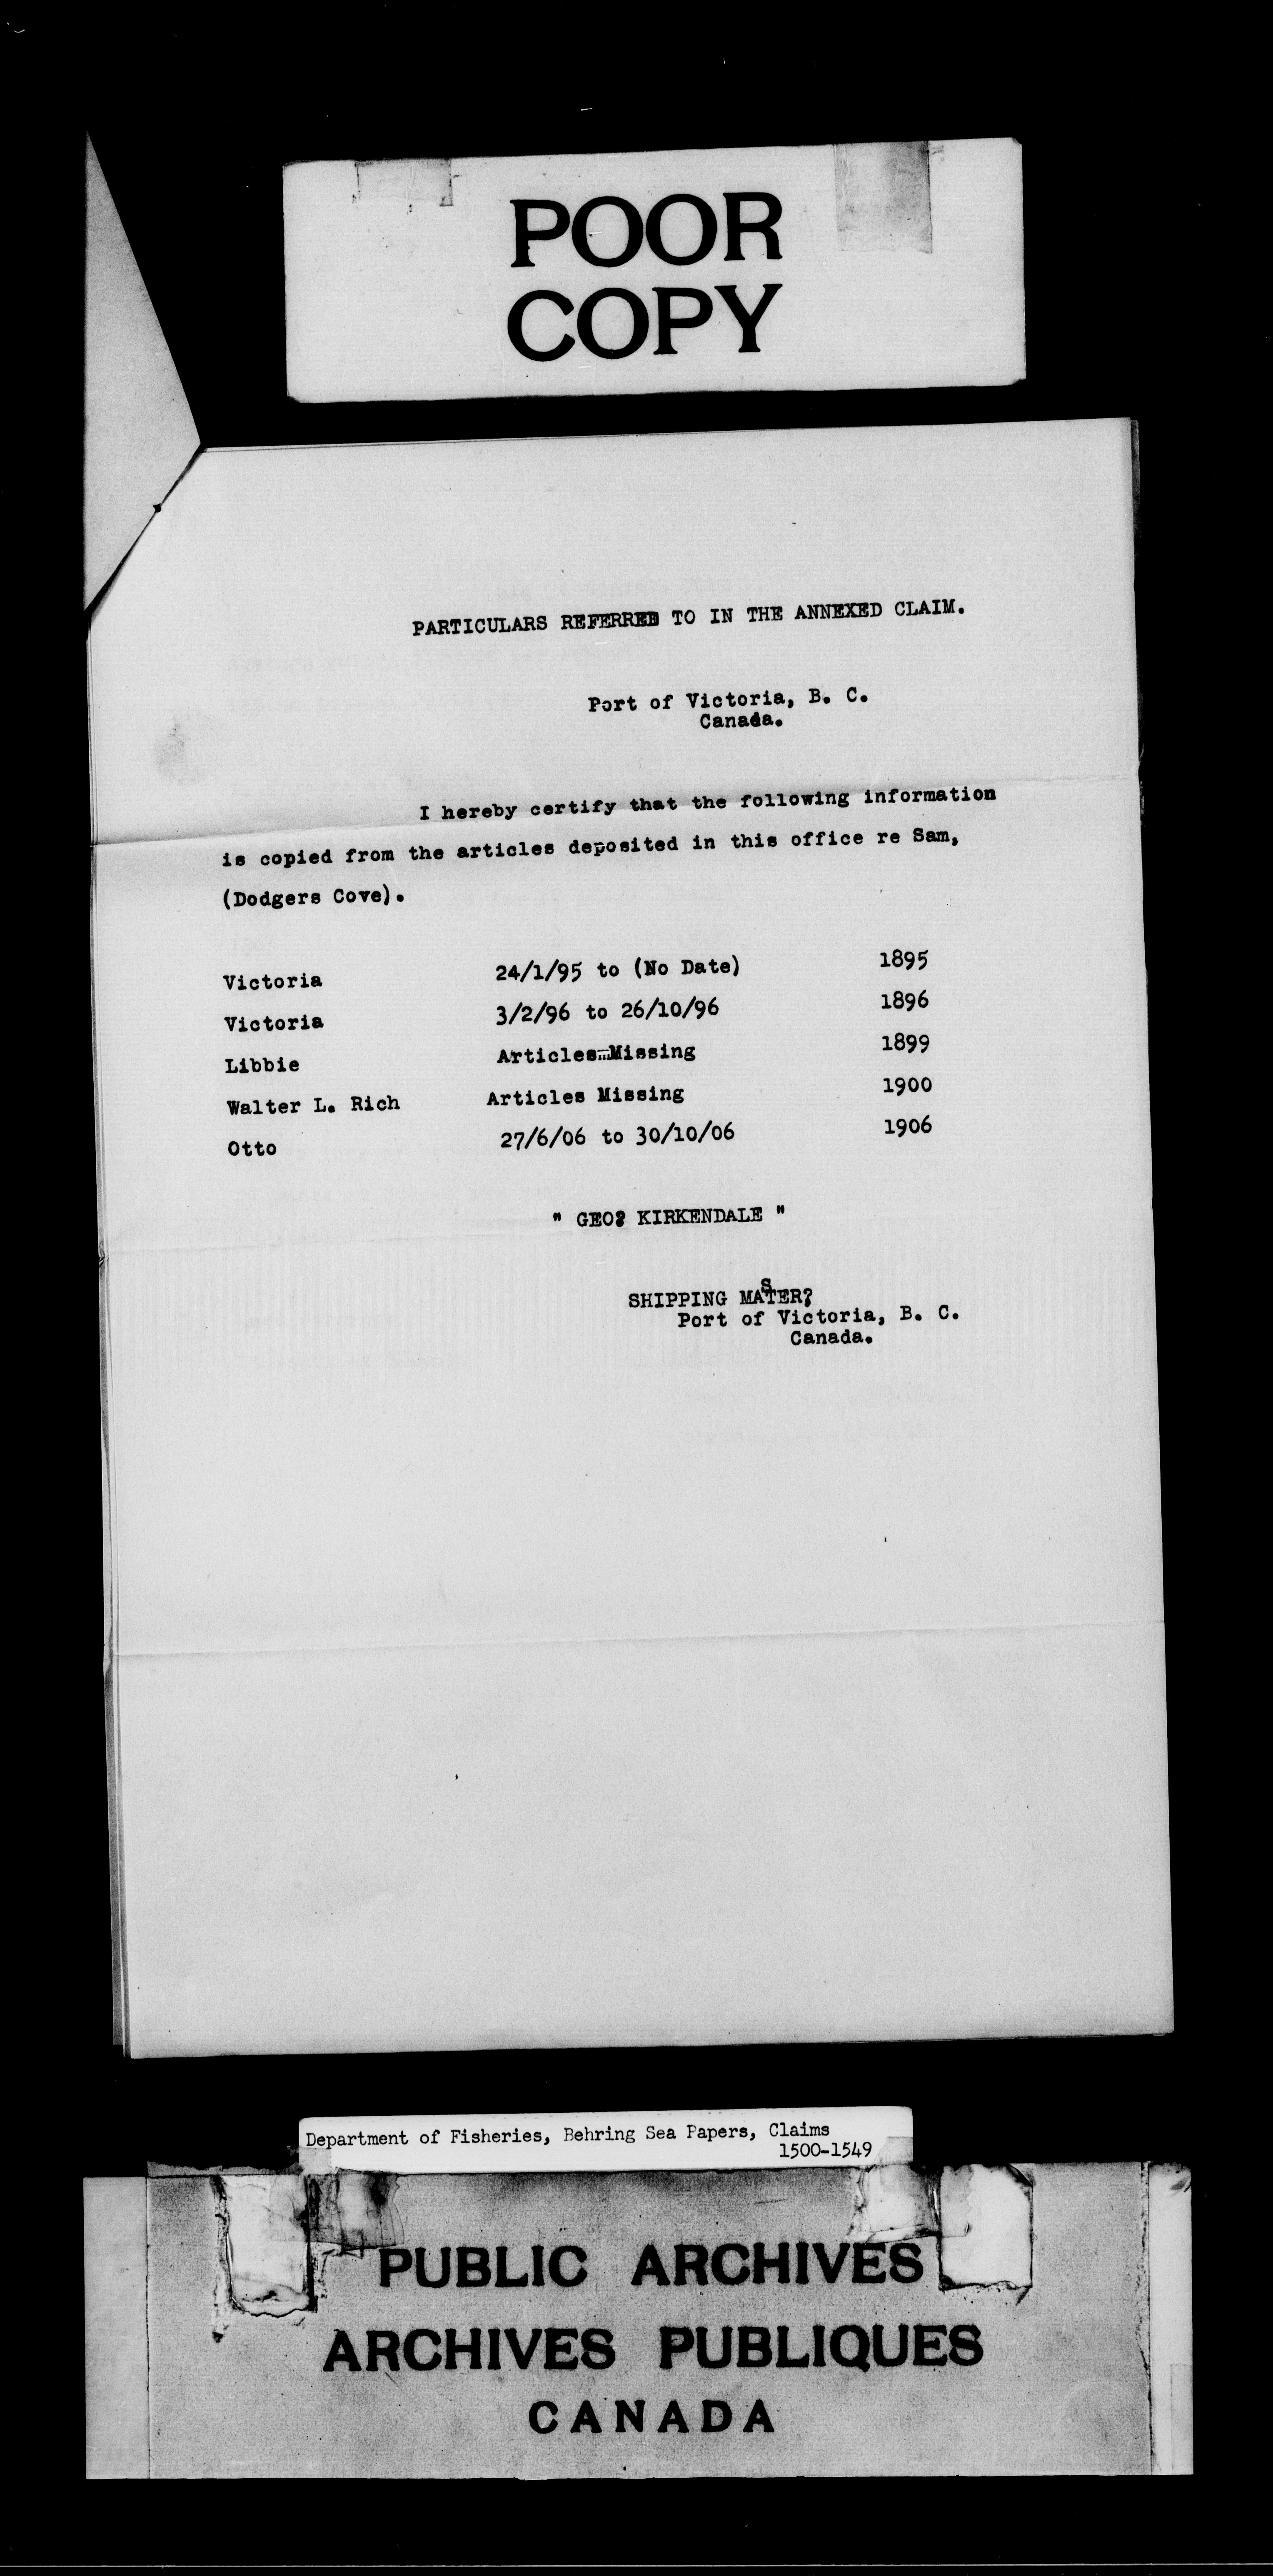 POOR
COPY
PARTICULARS REFERRED TO IN THE ANNEXED CLAIM.
Port of Victoria, B. C.
Canada.
I hereby certify that the following information
is copied from the articles deposited in this office re Sam,
(Dodgers Cove).
Victoria 24/1/95 to (No Date) 1895
Victoria 3/2/96 to 26/10/96 1896
Libbie Articles Missing 1899
Walter L. Rich Articles Missing 1900
Otto 27/6/06 to 30/10/06 1906
" GEO? KIRKENDALE "
SHIPPING MASTER?
Port of Victoria, B. C.
Canada.
Department of Fisheries, Behring Sea Papers, Claims
1500-1549
PUBLIC ARCHIVES
ARCHIVES PUBLIQUES
CANADA